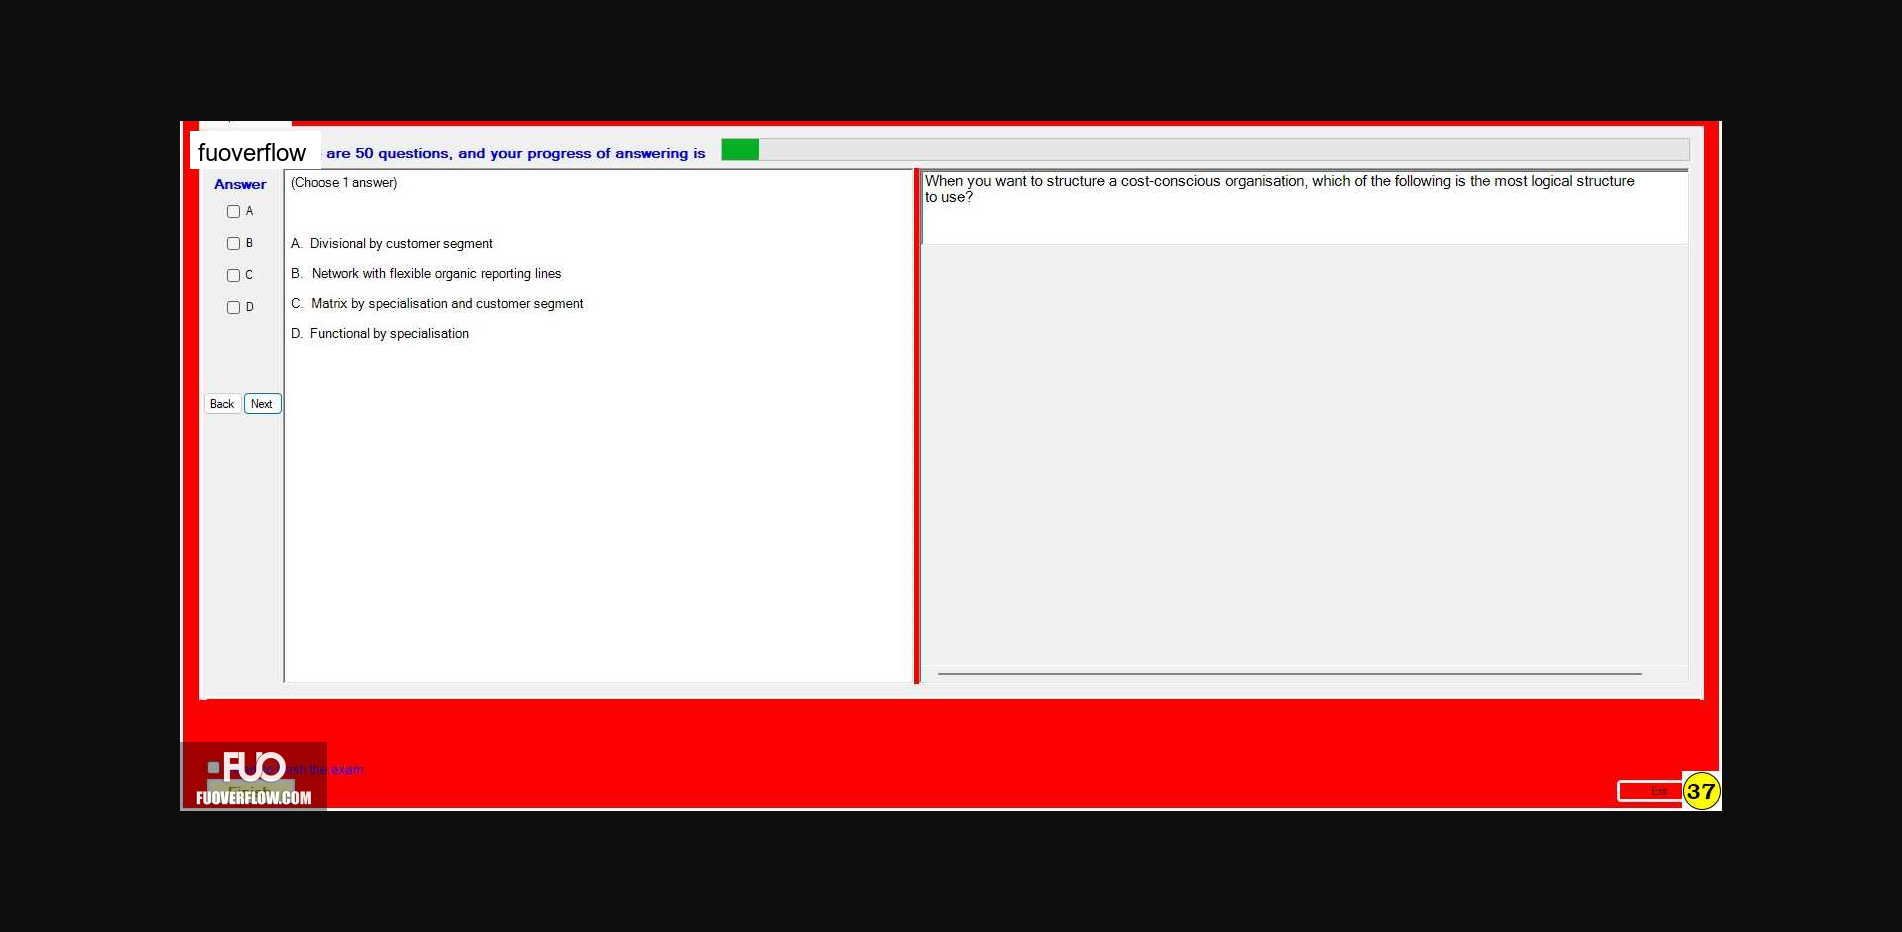 fuoverflow are 50 questions, and your progress of answering is
Answer
A
B
C
D
Back Next
(Choose 1 answer)
A. Divisional by customer segment
B. Network with flexible organic reporting lines
C. Matrix by specialisation and customer segment
D. Functional by specialisation
When you want to structure a cost-conscious organisation, which of the following is the most logical structure
to use?
FUO
the exam
FUOVERFLOW.COM
Exit
37